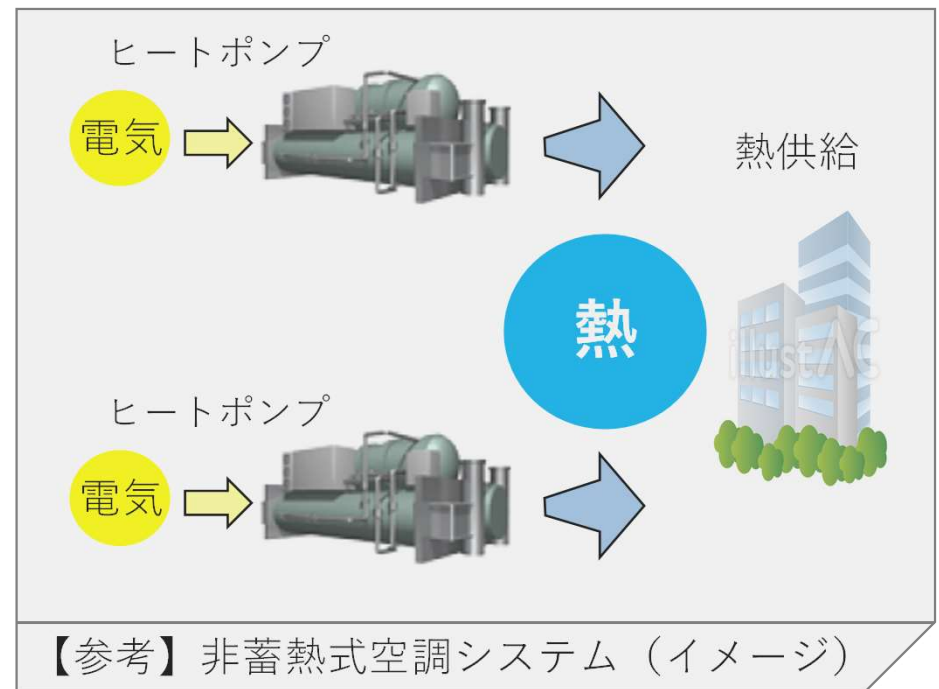 ヒートポンプ
電気
熱供給
熱
illustAC
ヒートポンプ
電気
【参考】非蓄熱式空調システム（イメージ）